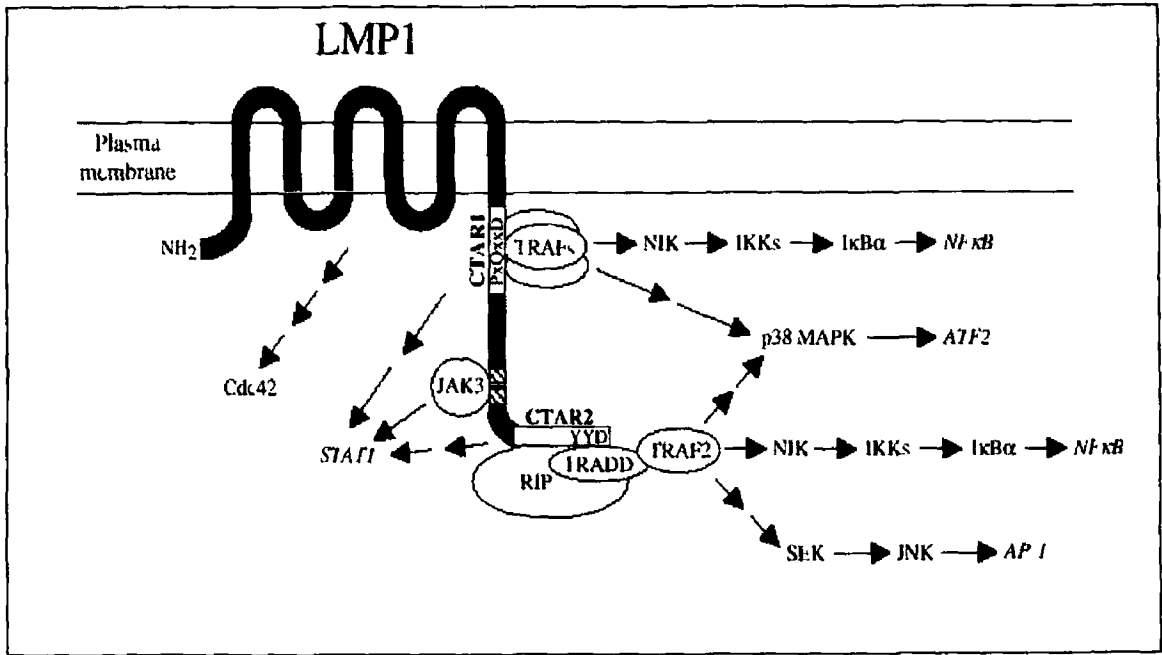 LMP1
Plasma
membrane
NH2
CTAR1
PxQxxD
TRAFs
NIK
IKKs
IκBα
NFκB
p38 MAPK
ATF2
Cdc42
JAK3
STAT1
CTAR2
YYD
TRADD
RIP
TRAF2
NIK
IKKs
IκBα
NFκB
SEK
JNK
AP-1